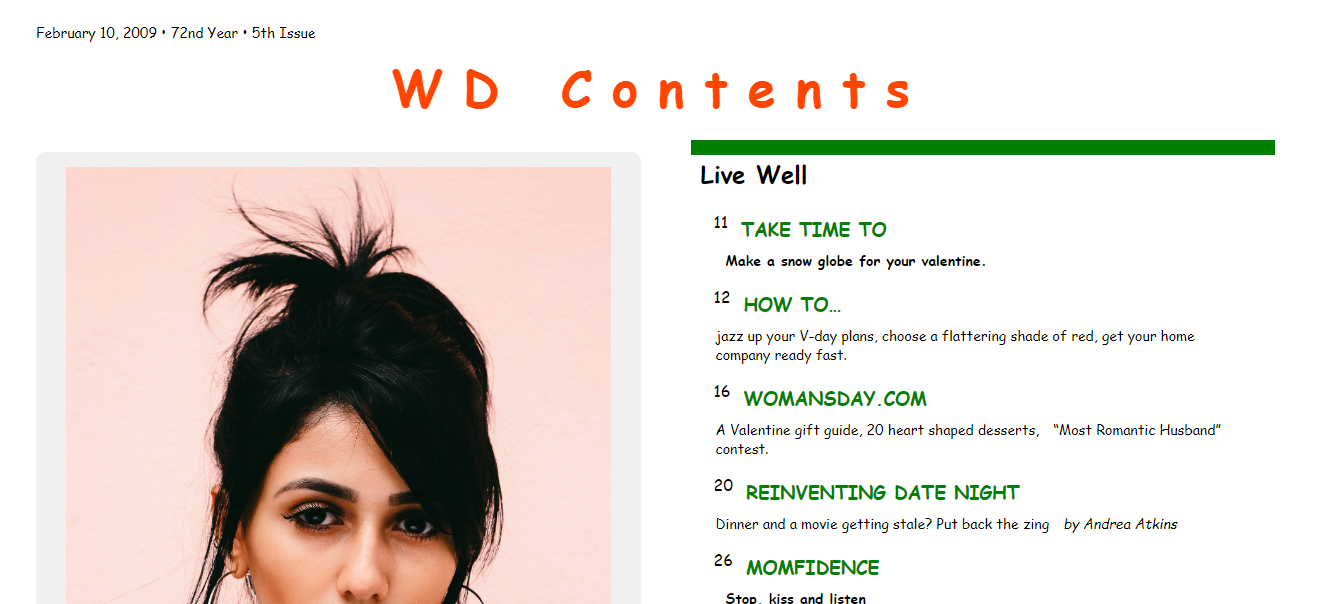 February 10, 2009 • 72nd Year • 5th Issue
WD Contents
Live Well
11 TAKE TIME TO
Make a snow globe for your valentine.
12 HOW TO...
jazz up your V-day plans, choose a flattering shade of red, get your home
company ready fast.
16 WOMANSDAY.COM
A Valentine gift guide, 20 heart shaped desserts, “Most Romantic Husband”
contest.
20 REINVENTING DATE NIGHT
Dinner and a movie getting stale? Put back the zing by Andrea Atkins
26 MOMFIDENCE
Stop, kiss and listen